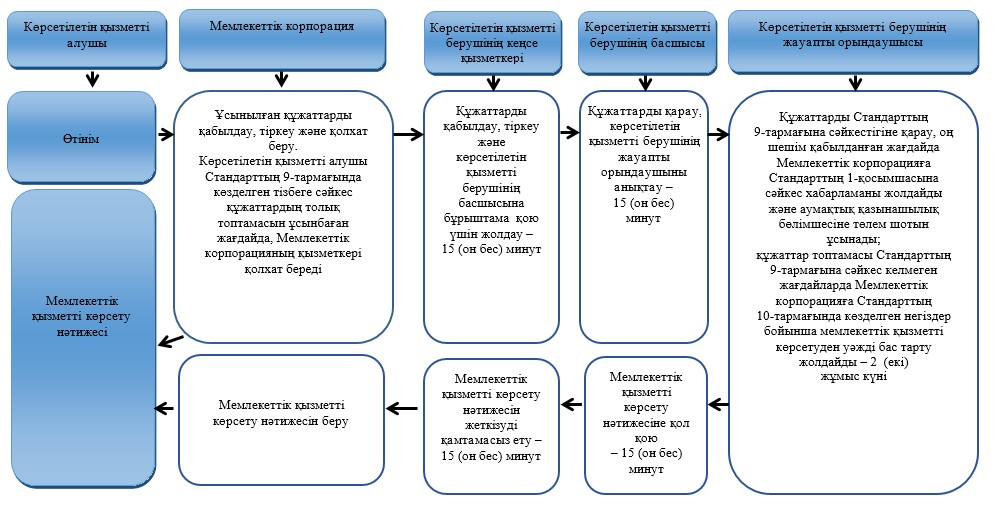 Көрсетілетін қызметті
алушы
Мемлекеттік корпорация
Көрсетілетін қызметті
берушінің кеңсе
қызметкері
Көрсетілетін қызметті
берушінің басшысы
Көрсетілетін қызметті берушінің
жауапты орындаушысы
Өтінім
Ұсынылған құжаттарды
қабылдау, тіркеу және қолхат
беру.
Көрсетілетін қызметті алушы
Стандарттың 9-тармағында
көзделген тізбеге сәйкес
құжаттардың толық
топтамасын ұсынбаған
жағдайда, Мемлекеттік
корпорацияның қызметкері
қолхат береді
Құжаттарды
қабылдау, тіркеу
және
көрсетілетін
қызметті
берушінің
басшысына
бұрыштама қою
үшін жолдау –
15 (он бес) минут
Құжаттарды қарау,
көрсетілетін
қызметті берушінің
жауапты
орындаушыны
анықтау –
15 (он бес)
минут
Құжаттарды Стандарттың
9-тармағына сәйкестігіне қарау, оң
шешім қабылданған жағдайда
Мемлекеттік корпорацияға
Стандарттың 1-қосымшасына
сәйкес хабарламаны жолдайды
және аумақтық қазынашылық
бөлімшесіне төлем шотын
ұсынады;
құжаттар топтамасы Стандарттың
9-тармағына сәйкес келмеген
жағдайларда Мемлекеттік
корпорацияға Стандарттың
10-тармағында көзделген негіздер
бойынша мемлекеттік қызметті
көрсетуден уәжді бас тарту
жолдайды – 2 (екі)
жұмыс күні
Мемлекеттік
қызметті көрсету
нәтижесі
Мемлекеттік қызметті
көрсету нәтижесін беру
Мемлекеттік
қызметті көрсету
нәтижесін
жеткізуді
қамтамасыз ету –
15 (он бес) минут
Мемлекеттік
қызметті
көрсету
нәтижесіне қол
қою
– 15 (он бес)
минут